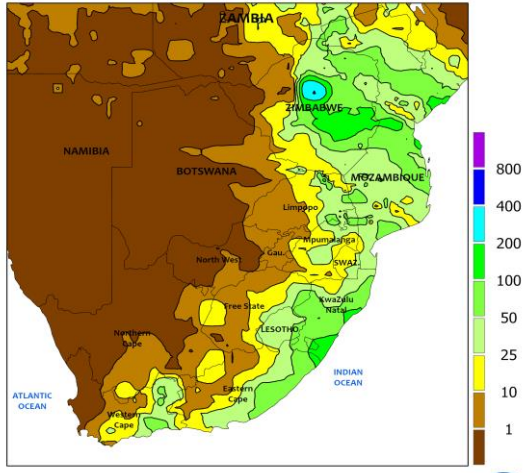 ZAMBIA
ZIMBABWE
NAMIBIA
BOTSWANA
MOZAMBIQUE
Limpopo
Mpumalanga
North West
Gau.
SWAZ.
Free State
KwaZulu
Natal
Northern
Cape
LESOTHO
INDIAN
OCEAN
ATLANTIC
OCEAN
Eastern
Cape
Western
Cape
800
400
200
100
50
25
10
1